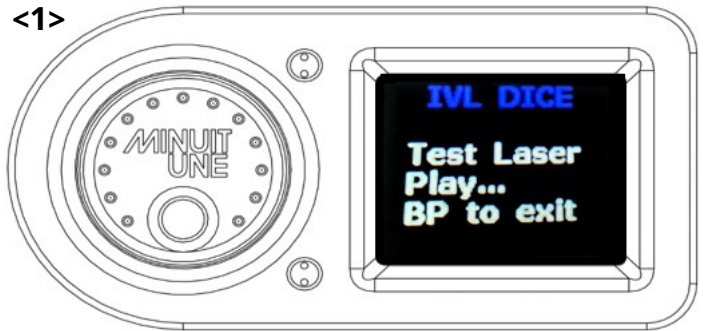 <1>
MINUIT
UNE
IVL DICE
Test Laser
Play...
BP to exit